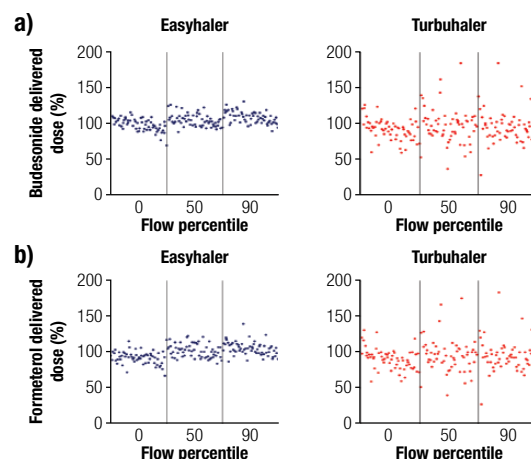 a)
Easyhaler
Turbuhaler
Budesonide delivered
dose (%)
200
150
100
50
0
0 50 90
Flow percentile
200
150
100
50
0
0 50 90
Flow percentile
b)
Easyhaler
Turbuhaler
Formeterol delivered
dose (%)
200
150
100
50
0
0 50 90
Flow percentile
200
150
100
50
0
0 50 90
Flow percentile